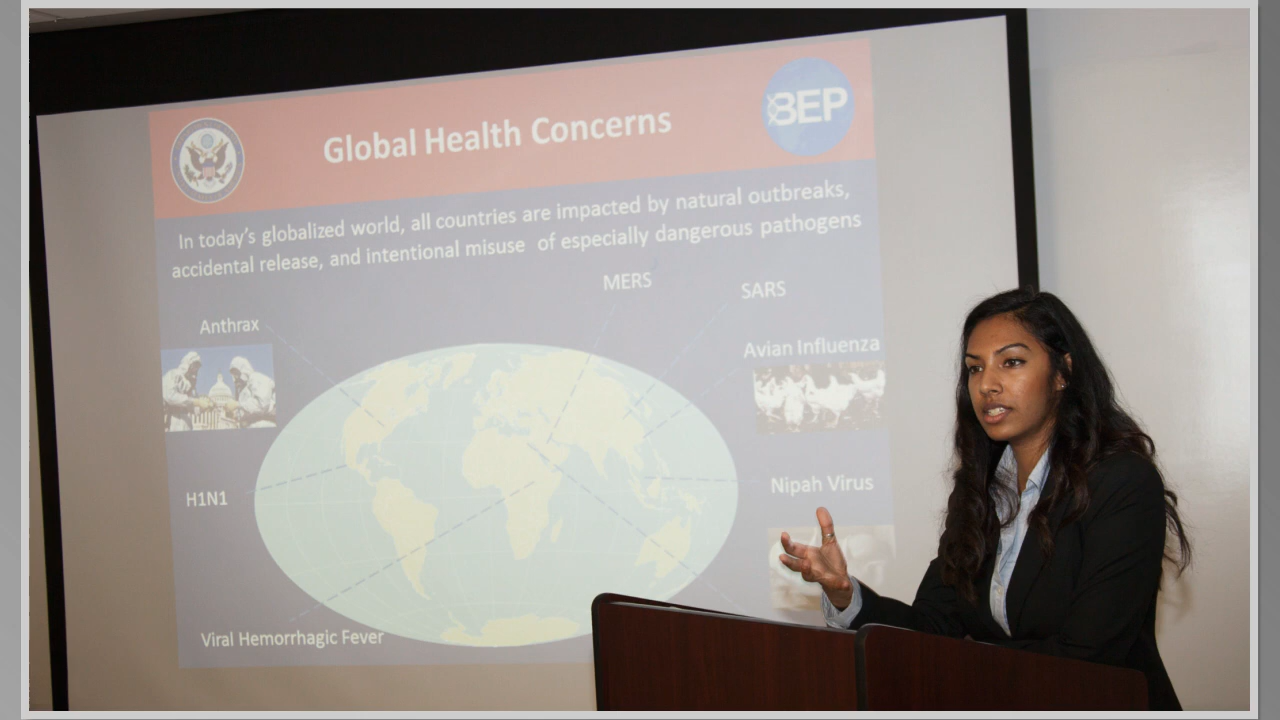 Global Health Concerns
BEP
In today's globalized world, all countries are impacted by natural outbreaks,
accidental release, and intentional misuse of especially dangerous pathogens
MERS
SARS
Anthrax
Avian Influenza
H1N1
Nipah Virus
Viral Hemorrhagic Fever